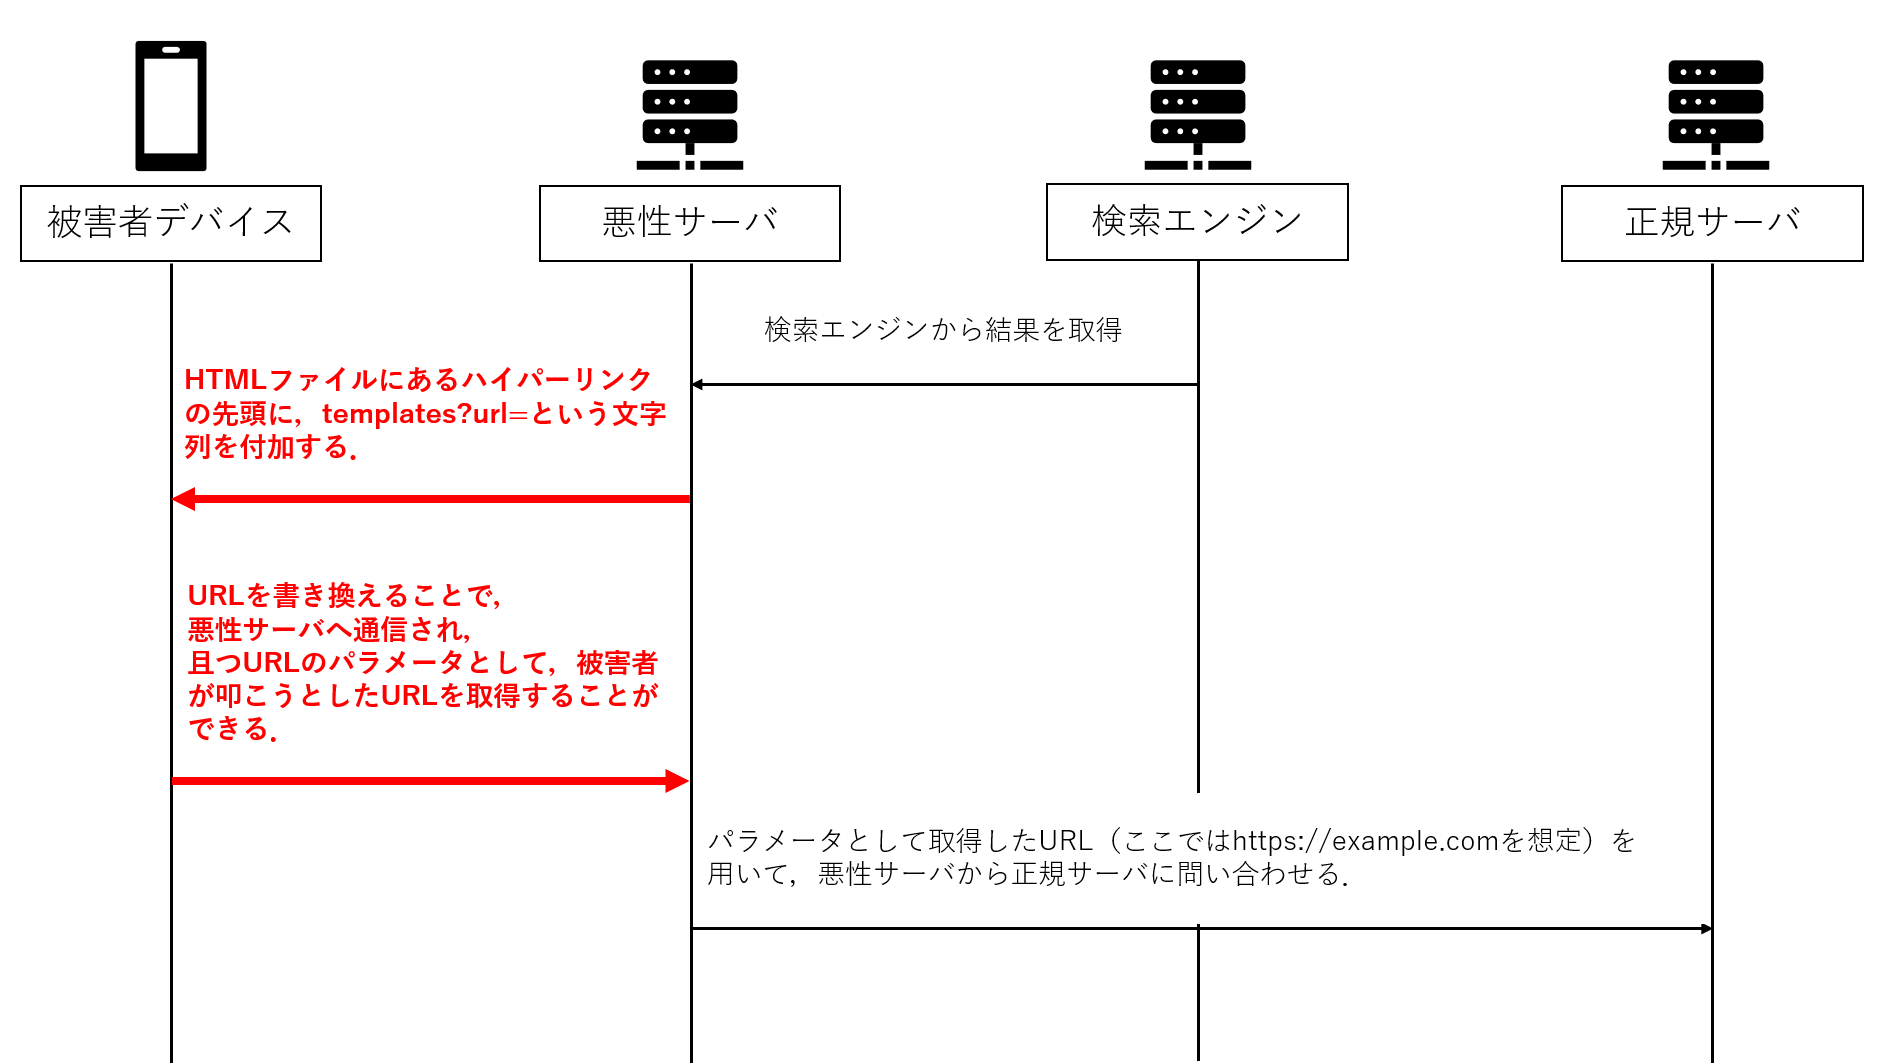 被害者デバイス
悪性サーバ
検索エンジン
正規サーバ
検索エンジンから結果を取得
HTMLファイルにあるハイパーリンク
の先頭に，templates?url=という文字
列を付加する．
URLを書き換えることで，
悪性サーバへ通信され，
且つURLのパラメータとして，被害者
が叩こうとしたURLを取得することが
できる．
パラメータとして取得したURL（ここではhttps://example.comを想定）を
用いて，悪性サーバから正規サーバに問い合わせる．